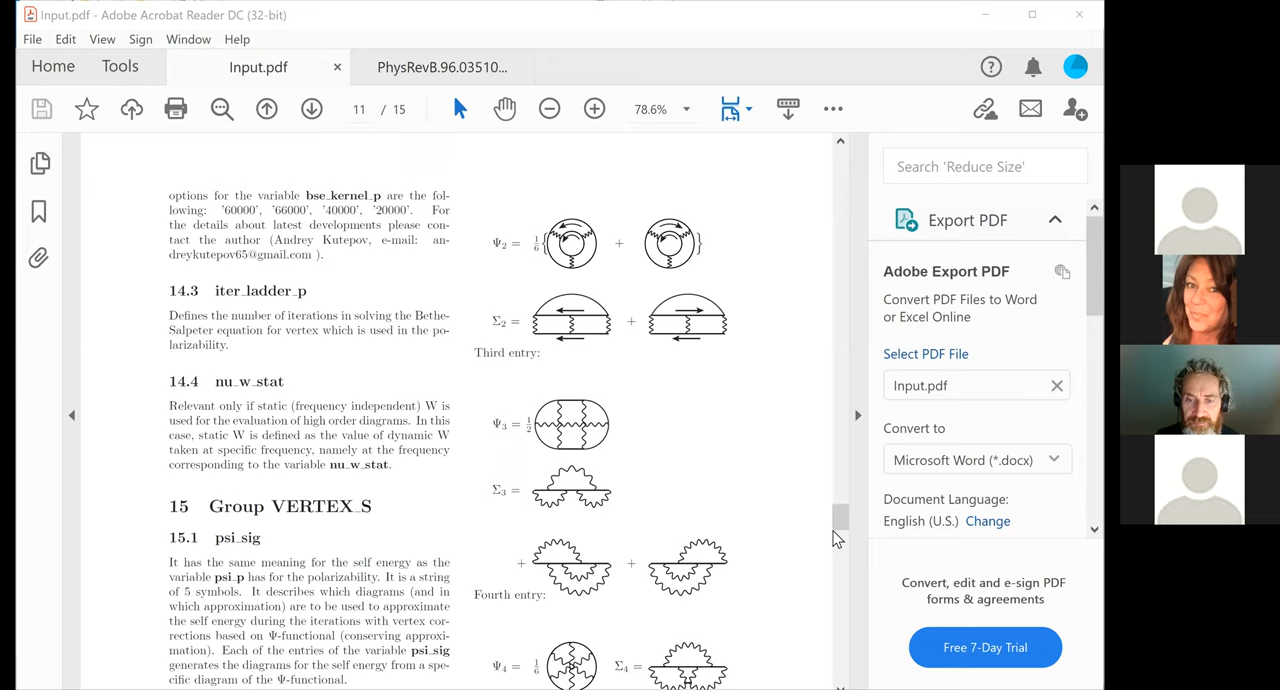 Input.pdf - Adobe Acrobat Reader DC (32-bit)
File Edit View Sign Window Help
Home Tools Input.pdf × PhysRevB.96.03510...
11 / 15 78.6%
options for the variable bse_kernel_p are the fol-
lowing: '60000', '66000', '40000', '20000'. For
the details about latest developments please con-
tact the author (Andrey Kutepov, e-mail: an-
dreykutepov65@gmail.com ).
14.3 iter_ladder_p
Defines the number of iterations in solving the Bethe-
Salpeter equation for vertex which is used in the po-
larizability.
14.4 nu_w_stat
Relevant only if static (frequency independent) W is
used for the evaluation of high order diagrams. In this
case, static W is defined as the value of dynamic W
taken at specific frequency, namely at the frequency
corresponding to the variable nu_w_stat.
15 Group VERTEX_S
15.1 psi_sig
It has the same meaning for the self energy as the
variable psi_p has for the polarizability. It is a string
of 5 symbols. It describes which diagrams (and in
which approximation) are to be used to approximate
the self energy during the iterations with vertex cor-
rections based on Ψ-functional (conserving approxi-
mation). Each of the entries of the variable psi_sig
generates the diagrams for the self energy from a spe-
cific diagram of the Ψ-functional.
Ψ2 = 1/6 { + }
Σ2 = +
Third entry:
Ψ3 = 1/2
Σ3 =
+ +
Fourth entry:
Ψ4 = 1/6 Σ4 =
Search 'Reduce Size'
Export PDF
Adobe Export PDF
Convert PDF Files to Word
or Excel Online
Select PDF File
Input.pdf
Convert to
Microsoft Word (*.docx)
Document Language:
English (U.S.) Change
Convert, edit and e-sign PDF
forms & agreements
Free 7-Day Trial